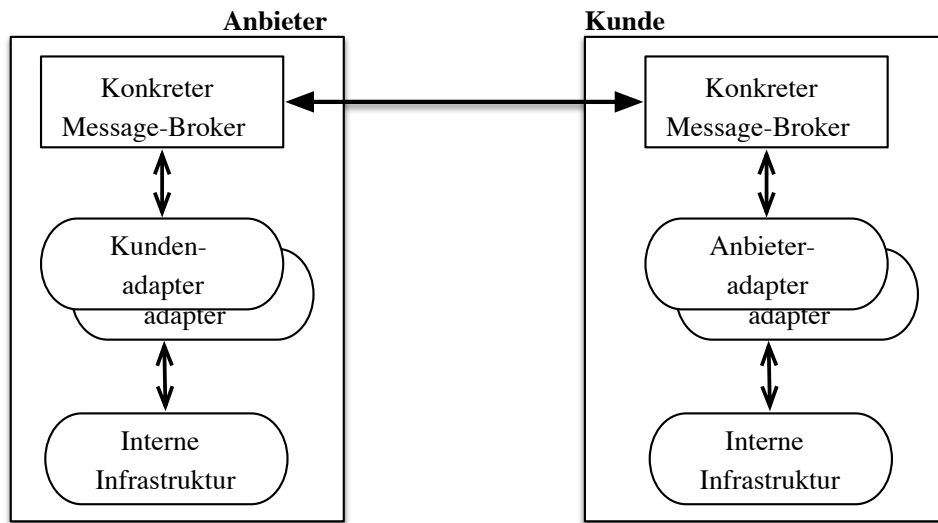 Anbieter
Konkreter
Message-Broker
Kunden-
adapter
adapter
Interne
Infrastruktur
Kunde
Konkreter
Message-Broker
Anbieter-
adapter
adapter
Interne
Infrastruktur